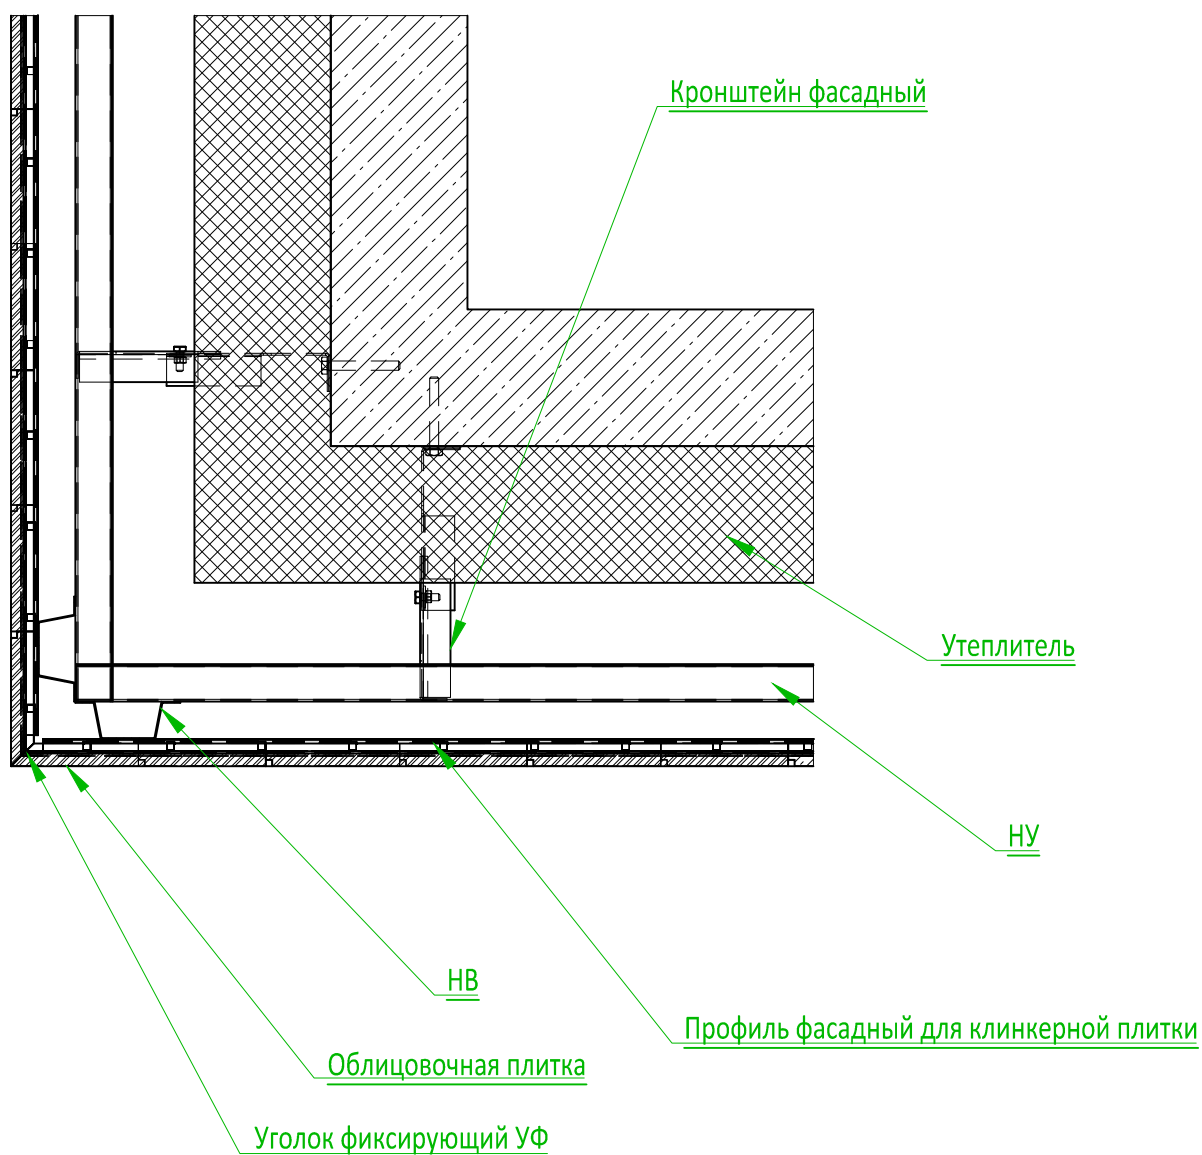 Кронштейн фасадный
Утеплитель
НУ
НВ
Профиль фасадный для клинкерной плитки
Облицовочная плитка
Уголок фиксирующий УФ